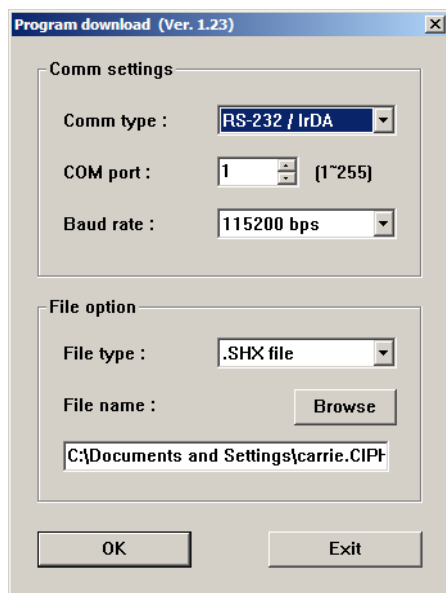 Program download (Ver. 1.23)
Comm settings
Comm type : RS-232 / IrDA
COM port : 1 (1~255)
Baud rate : 115200 bps
File option
File type : .SHX file
File name : Browse
C:\Documents and Settings\carrie.CIPH
OK Exit